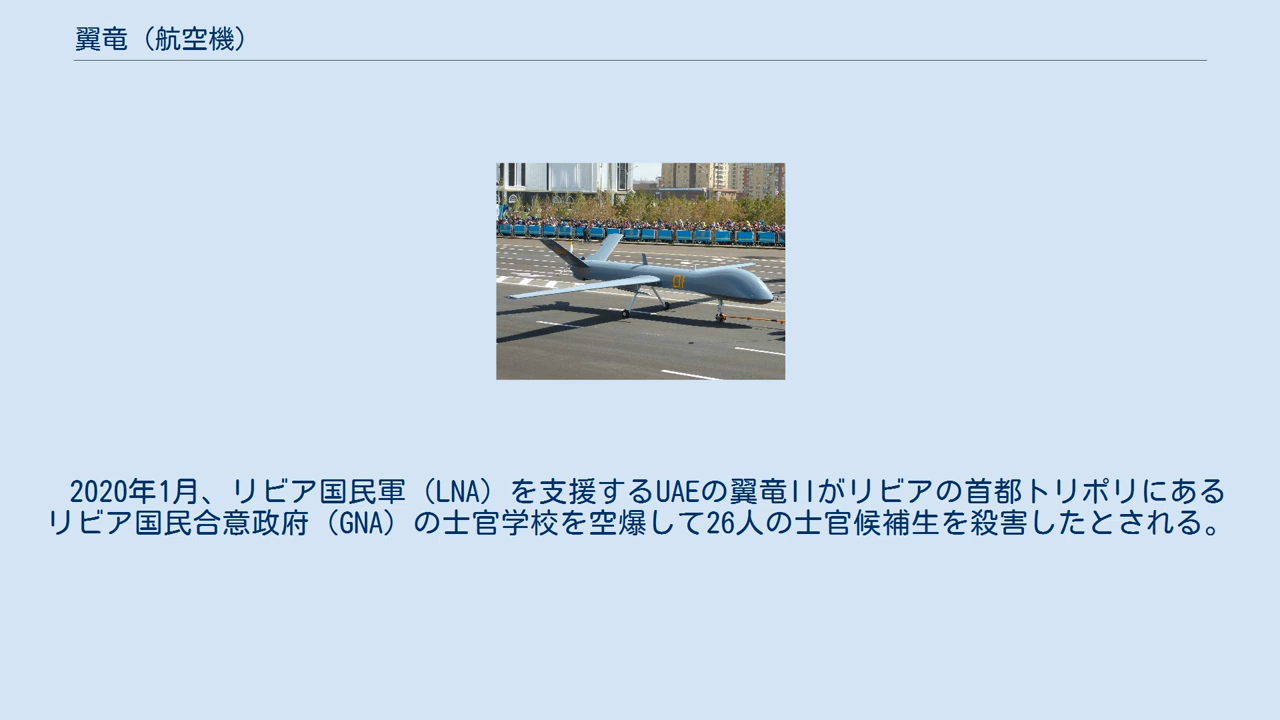 翼竜（航空機）
01
2020年1月、リビア国民軍（LNA）を支援するUAEの翼竜IIがリビアの首都トリポリにある
リビア国民合意政府（GNA）の士官学校を空爆して26人の士官候補生を殺害したとされる。